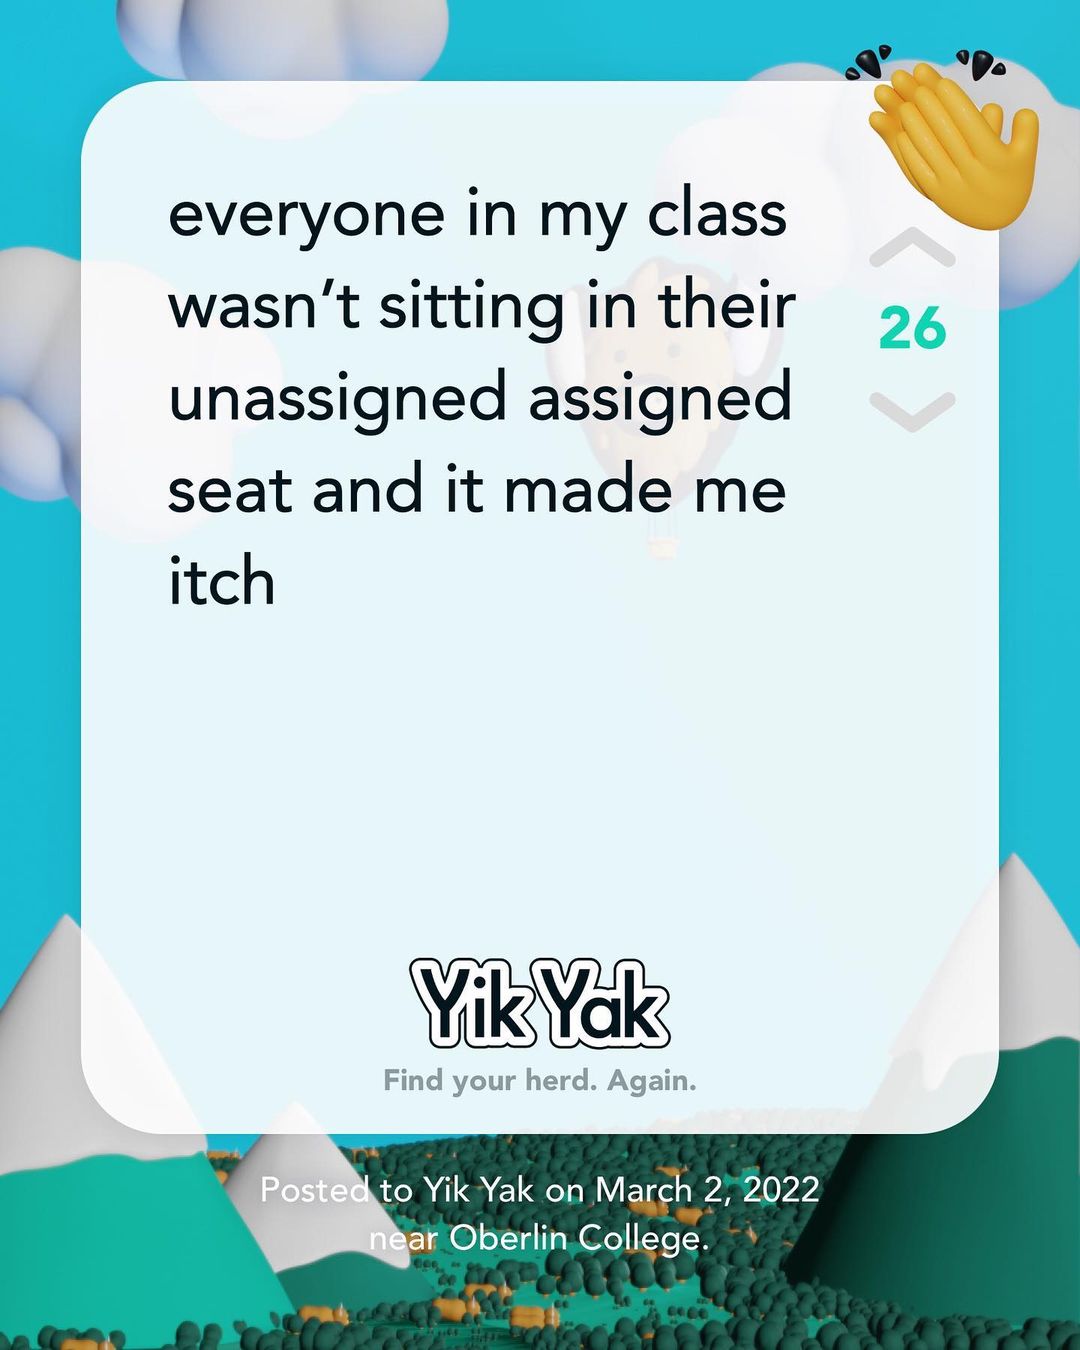 everyone in my class
wasn’t sitting in their
unassigned assigned
seat and it made me
itch
26
Yik Yak
Find your herd. Again.
Posted to Yik Yak on March 2, 2022
near Oberlin College.